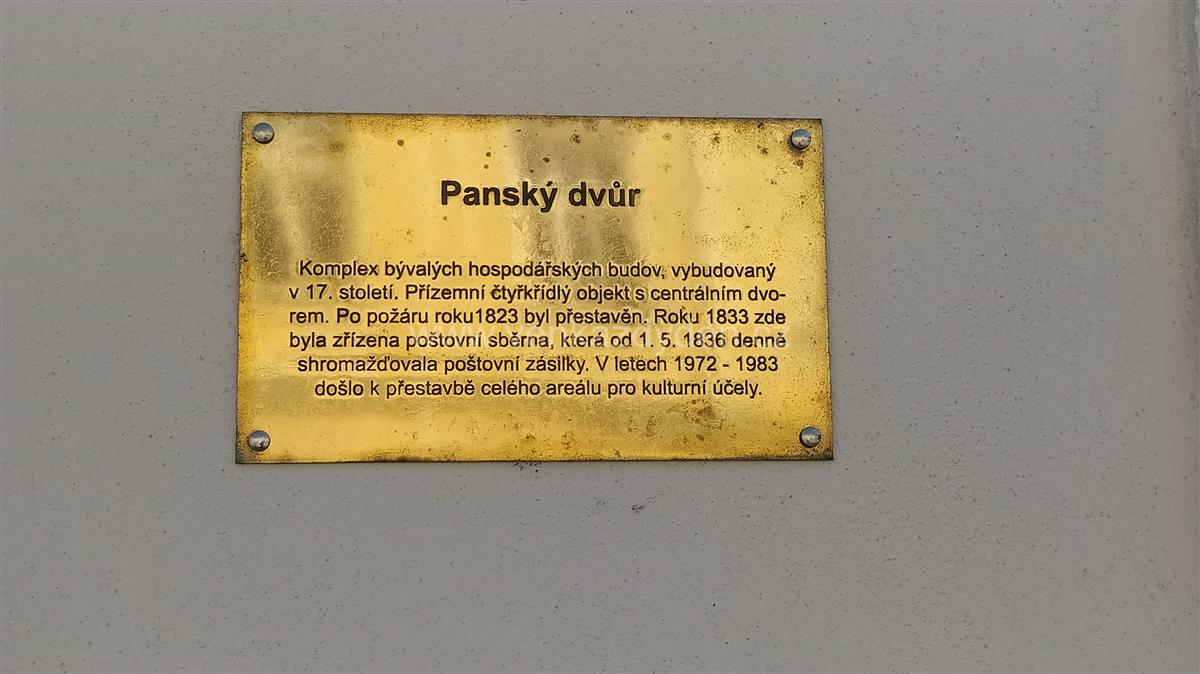 Panský dvůr
Komplex bývalých hospodářských budov, vybudovaný
v 17. století. Přízemní čtyřkřídlý objekt s centrálním dvo-
rem. Po požáru roku1823 byl přestavěn. Roku 1833 zde
byla zřízena poštovní sběrna, která od 1. 5. 1836 denně
shromažďovala poštovní zásilky. V letech 1972 - 1983
došlo k přestavbě celého areálu pro kulturní účely.